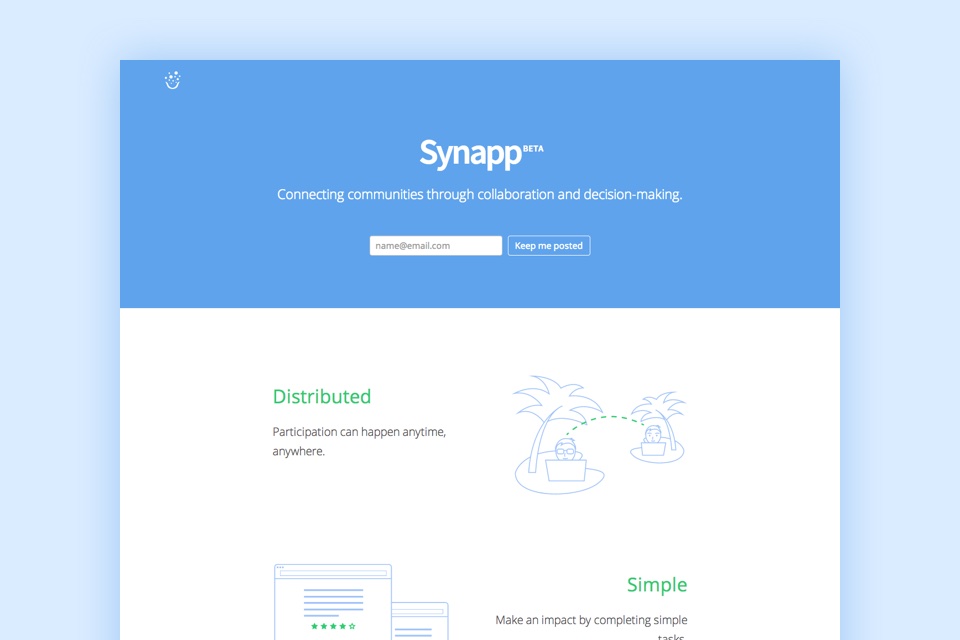 Synapp BETA
Connecting communities through collaboration and decision-making.
name@email.com Keep me posted
Distributed
Participation can happen anytime,
anywhere.
Simple
Make an impact by completing simple
tasks.